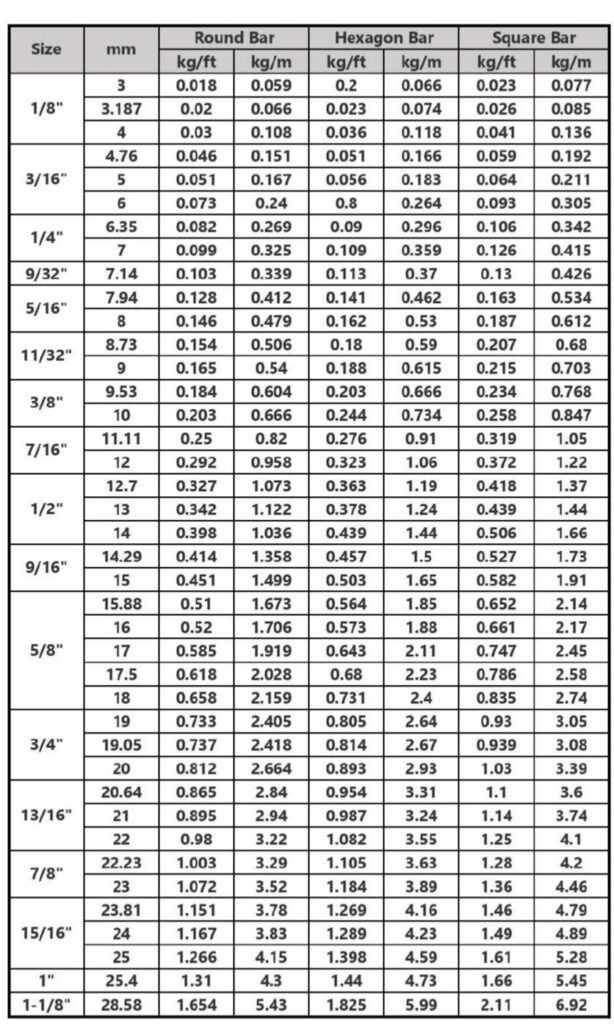 Size mm Round Bar Hexagon Bar Square Bar
kg/ft kg/m kg/ft kg/m kg/ft kg/m
1/8" 3 0.018 0.059 0.2 0.066 0.023 0.077
3.187 0.02 0.066 0.023 0.074 0.026 0.085
4 0.03 0.108 0.036 0.118 0.041 0.136
3/16" 4.76 0.046 0.151 0.051 0.166 0.059 0.192
5 0.051 0.167 0.056 0.183 0.064 0.211
6 0.073 0.24 0.8 0.264 0.093 0.305
1/4" 6.35 0.082 0.269 0.09 0.296 0.106 0.342
7 0.099 0.325 0.109 0.359 0.126 0.415
9/32" 7.14 0.103 0.339 0.113 0.37 0.13 0.426
5/16" 7.94 0.128 0.412 0.141 0.462 0.163 0.534
8 0.146 0.479 0.162 0.53 0.187 0.612
11/32" 8.73 0.154 0.506 0.18 0.59 0.207 0.68
9 0.165 0.54 0.188 0.615 0.215 0.703
3/8" 9.53 0.184 0.604 0.203 0.666 0.234 0.768
10 0.203 0.666 0.244 0.734 0.258 0.847
7/16" 11.11 0.25 0.82 0.276 0.91 0.319 1.05
12 0.292 0.958 0.323 1.06 0.372 1.22
1/2" 12.7 0.327 1.073 0.363 1.19 0.418 1.37
13 0.342 1.122 0.378 1.24 0.439 1.44
14 0.398 1.036 0.439 1.44 0.506 1.66
9/16" 14.29 0.414 1.358 0.457 1.5 0.527 1.73
15 0.451 1.499 0.503 1.65 0.582 1.91
5/8" 15.88 0.51 1.673 0.564 1.85 0.652 2.14
16 0.52 1.706 0.573 1.88 0.661 2.17
17 0.585 1.919 0.643 2.11 0.747 2.45
17.5 0.618 2.028 0.68 2.23 0.786 2.58
18 0.658 2.159 0.731 2.4 0.835 2.74
3/4" 19 0.733 2.405 0.805 2.64 0.93 3.05
19.05 0.737 2.418 0.814 2.67 0.939 3.08
20 0.812 2.664 0.893 2.93 1.03 3.39
13/16" 20.64 0.865 2.84 0.954 3.31 1.1 3.6
21 0.895 2.94 0.987 3.24 1.14 3.74
22 0.98 3.22 1.082 3.55 1.25 4.1
7/8" 22.23 1.003 3.29 1.105 3.63 1.28 4.2
23 1.072 3.52 1.184 3.89 1.36 4.46
15/16" 23.81 1.151 3.78 1.269 4.16 1.46 4.79
24 1.167 3.83 1.289 4.23 1.49 4.89
25 1.266 4.15 1.398 4.59 1.61 5.28
1" 25.4 1.31 4.3 1.44 4.73 1.66 5.45
1-1/8" 28.58 1.654 5.43 1.825 5.99 2.11 6.92